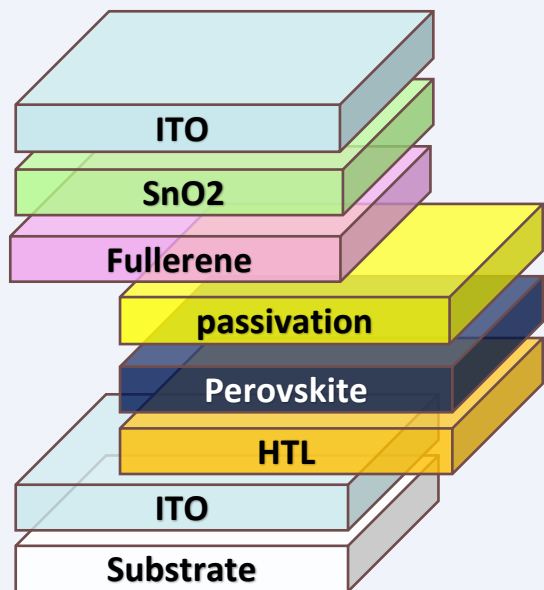 ITO
SnO2
Fullerene
passivation
Perovskite
HTL
ITO
Substrate